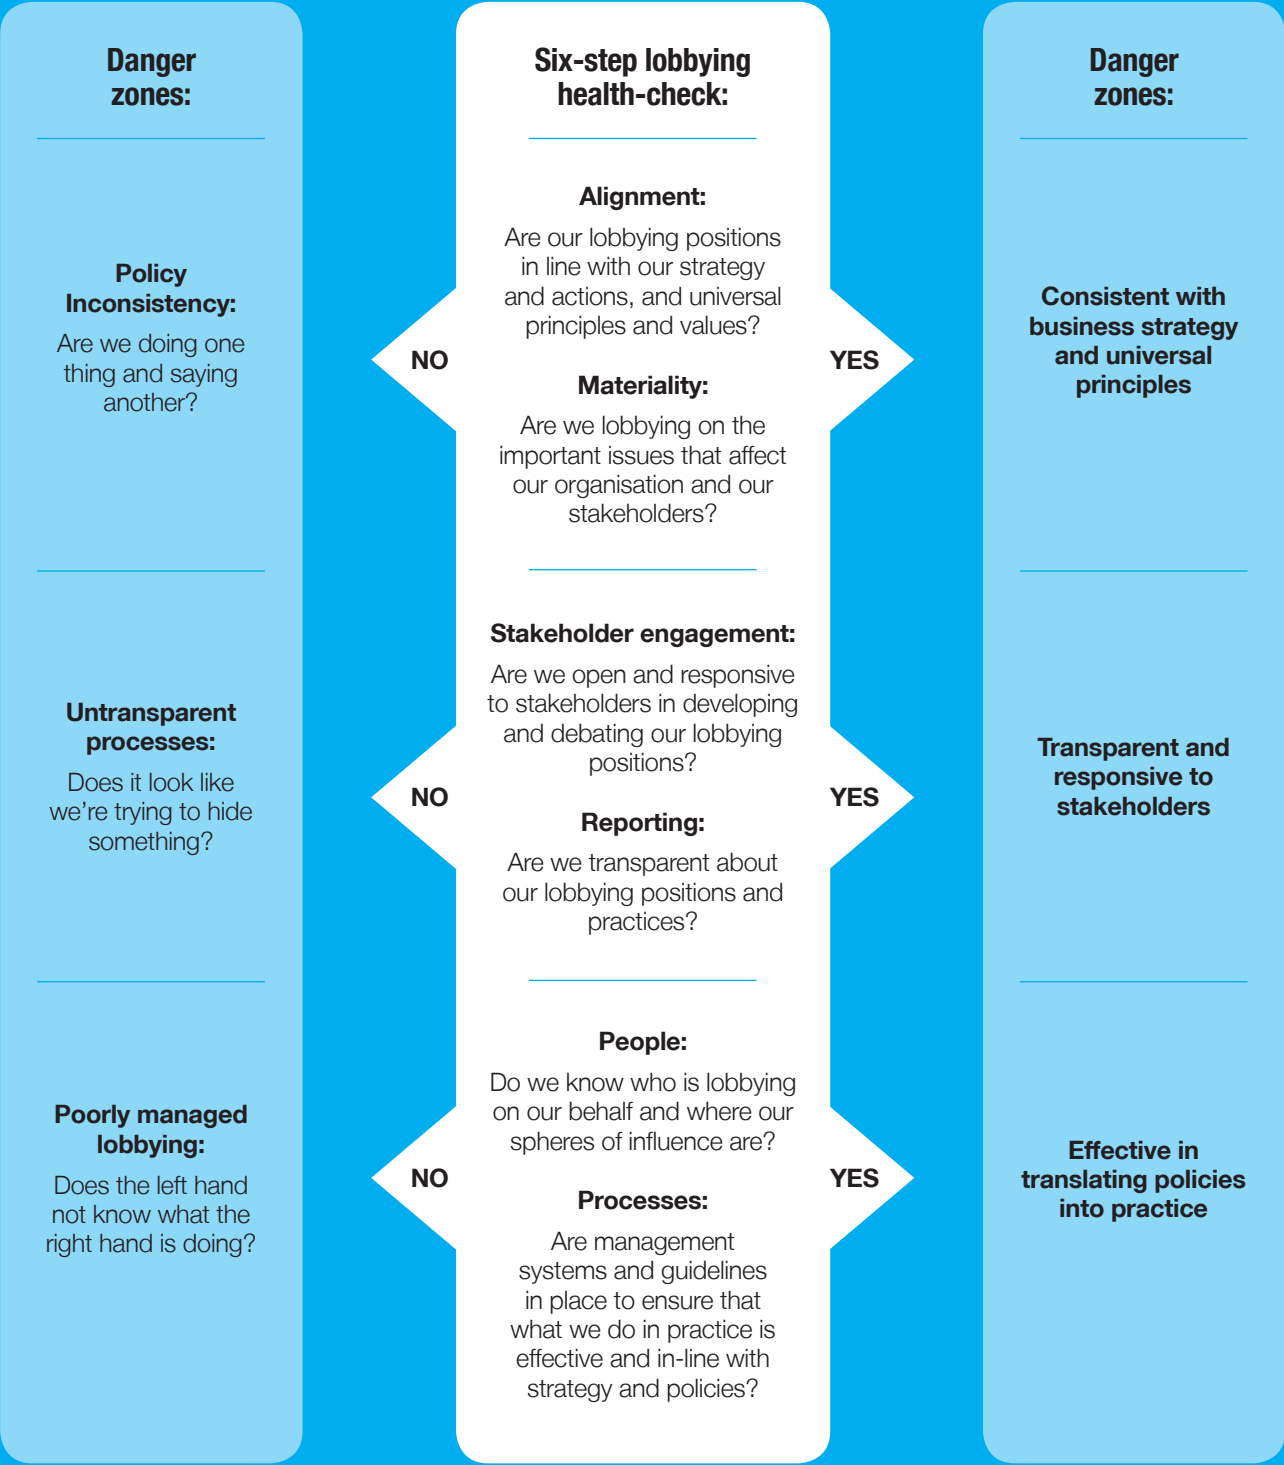 Danger
zones:
Policy
Inconsistency:
Are we doing one
thing and saying
another?
Untransparent
processes:
Does it look like
we’re trying to hide
something?
Poorly managed
lobbying:
Does the left hand
not know what the
right hand is doing?
Six-step lobbying
health-check:
Alignment:
Are our lobbying positions
in line with our strategy
and actions, and universal
principles and values?
NO
YES
Materiality:
Are we lobbying on the
important issues that affect
our organisation and our
stakeholders?
Stakeholder engagement:
Are we open and responsive
to stakeholders in developing
and debating our lobbying
positions?
NO
YES
Reporting:
Are we transparent about
our lobbying positions and
practices?
People:
Do we know who is lobbying
on our behalf and where our
spheres of influence are?
NO
YES
Processes:
Are management
systems and guidelines
in place to ensure that
what we do in practice is
effective and in-line with
strategy and policies?
Danger
zones:
Consistent with
business strategy
and universal
principles
Transparent and
responsive to
stakeholders
Effective in
translating policies
into practice